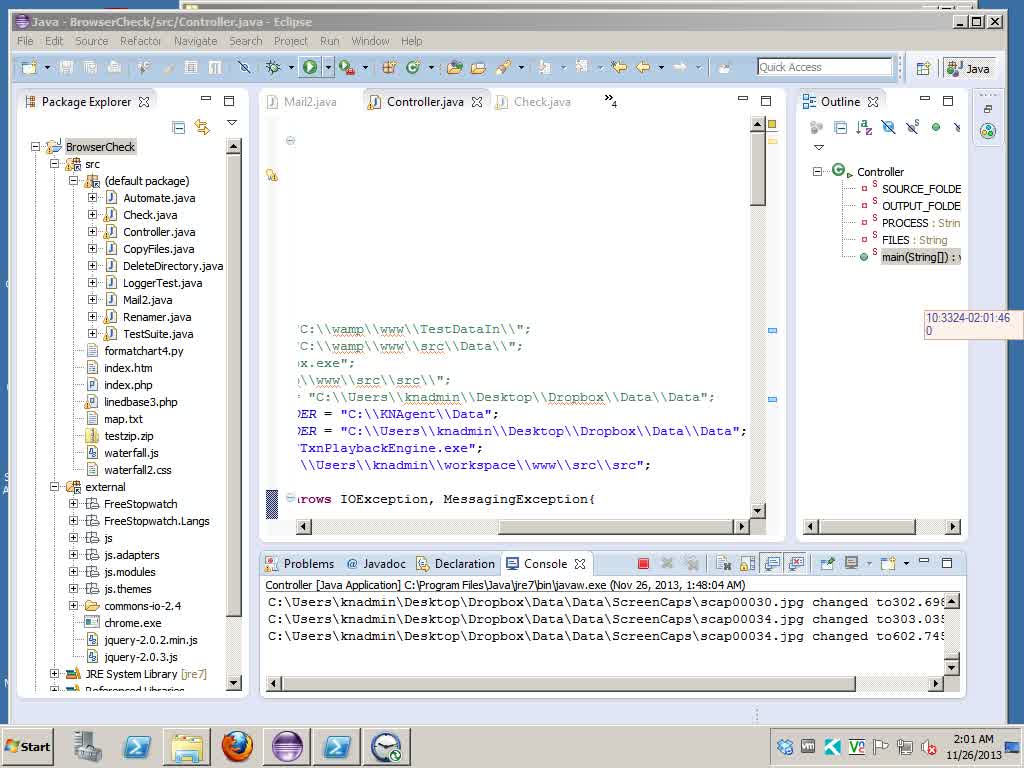 Java - BrowserCheck/src/Controller.java - Eclipse
File Edit Source Refactor Navigate Search Project Run Window Help
Quick Access
Java
Package Explorer
BrowserCheck
src
(default package)
Automate.java
Check.java
Controller.java
CopyFiles.java
DeleteDirectory.java
LoggerTest.java
Mail2.java
Renamer.java
TestSuite.java
formatchart4.py
index.htm
index.php
linedbase3.php
map.txt
testzip.zip
waterfall.js
waterfall2.css
external
FreeStopwatch
FreeStopwatch.Langs
js
js.adapters
js.modules
js.themes
commons-io-2.4
chrome.exe
jquery-2.0.2.min.js
jquery-2.0.3.js
JRE System Library [jre7]
Referenced Libraries
Mail2.java Controller.java Check.java »4
"C:\\wamp\\www\\TestDataIn\\";
"C:\\wamp\\www\\src\\Data\\";
ox.exe";
\\www\\src\\src\\";
= "C:\\Users\\knadmin\\Desktop\\Dropbox\\Data\\Data";
DER = "C:\\KNAgent\\Data";
DER = "C:\\Users\\knadmin\\Desktop\\Dropbox\\Data\\Data";
TxnPlaybackEngine.exe";
\\Users\\knadmin\\workspace\\www\\src\\src";
rows IOException, MessagingException{
Outline
Controller
SOURCE_FOLDE
OUTPUT_FOLDE
PROCESS : Strin
FILES : String
main(String[]) : v
10:3324-02:01:46
0
Problems @ Javadoc Declaration Console
Controller [Java Application] C:\Program Files\Java\jre7\bin\javaw.exe (Nov 26, 2013, 1:48:04 AM)
C:\Users\knadmin\Desktop\Dropbox\Data\Data\ScreenCaps\scap00030.jpg changed to302.698
C:\Users\knadmin\Desktop\Dropbox\Data\Data\ScreenCaps\scap00034.jpg changed to303.035
C:\Users\knadmin\Desktop\Dropbox\Data\Data\ScreenCaps\scap00034.jpg changed to602.745
Start
2:01 AM
11/26/2013